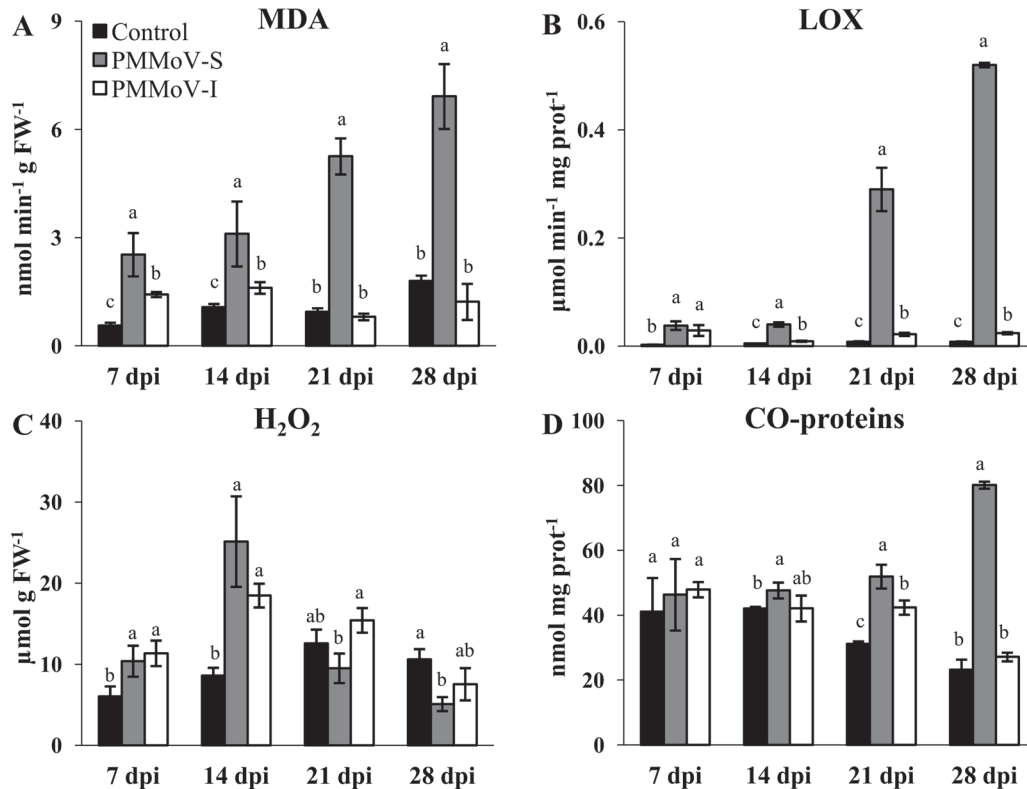 A MDA
Control
PMMoV-S
PMMoV-I
nmol min⁻¹ g FW⁻¹
9
6
3
0
c a b
c a b
b a b
b a b
7 dpi 14 dpi 21 dpi 28 dpi
B LOX
µmol min⁻¹ mg prot⁻¹
0.6
0.4
0.2
0.0
b a a
c a b
c a b
c a b
7 dpi 14 dpi 21 dpi 28 dpi
C H₂O₂
µmol g FW⁻¹
40
30
20
10
0
b a a
b a a
ab b a
a b ab
7 dpi 14 dpi 21 dpi 28 dpi
D CO-proteins
nmol mg prot⁻¹
100
80
60
40
20
0
a a a
b a ab
c a b
b a b
7 dpi 14 dpi 21 dpi 28 dpi